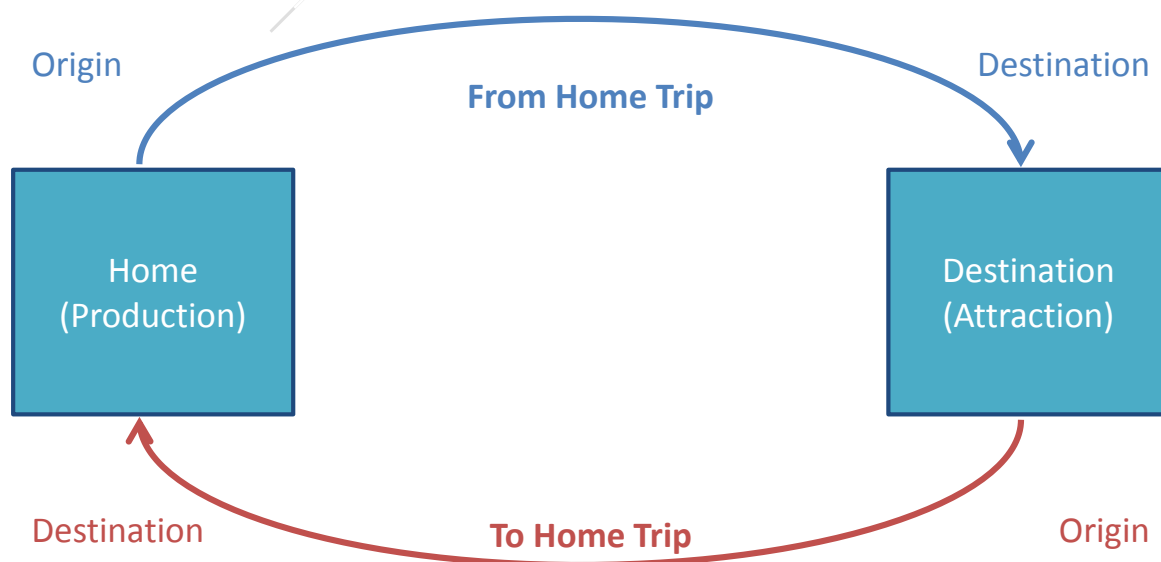 Origin
Destination
From Home Trip
Home
(Production)
Destination
(Attraction)
Destination
To Home Trip
Origin